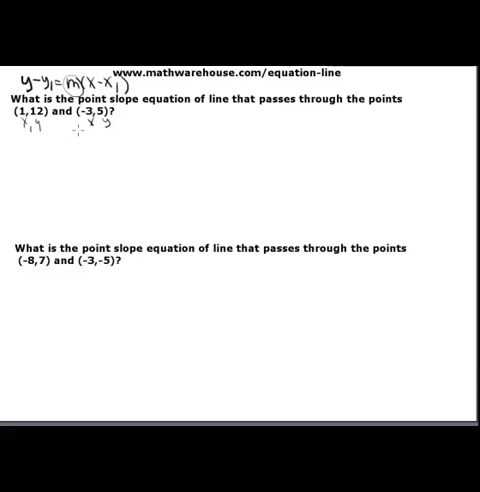 www.mathwarehouse.com/equation-line
y-y₁=m(x-x₁)
What is the point slope equation of line that passes through the points
(1,12) and (-3,5)?
x, y x y
What is the point slope equation of line that passes through the points
(-8,7) and (-3,-5)?